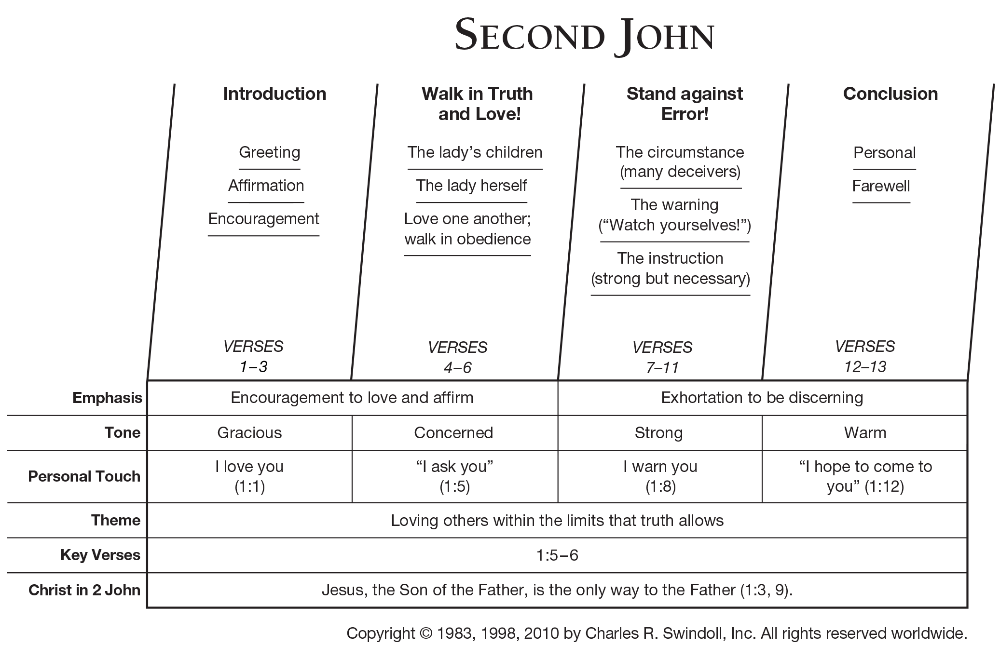 SECOND JOHN
Introduction
Greeting
Affirmation
Encouragement
VERSES
1–3
Walk in Truth
and Love!
The lady’s children
The lady herself
Love one another;
walk in obedience
VERSES
4–6
Stand against
Error!
The circumstance
(many deceivers)
The warning
(“Watch yourselves!”)
The instruction
(strong but necessary)
VERSES
7–11
Conclusion
Personal
Farewell
VERSES
12–13
Emphasis
Encouragement to love and affirm
Exhortation to be discerning
Tone
Gracious
Concerned
Strong
Warm
Personal Touch
I love you
(1:1)
“I ask you”
(1:5)
I warn you
(1:8)
“I hope to come to
you” (1:12)
Theme
Loving others within the limits that truth allows
Key Verses
1:5–6
Christ in 2 John
Jesus, the Son of the Father, is the only way to the Father (1:3, 9).
Copyright © 1983, 1998, 2010 by Charles R. Swindoll, Inc. All rights reserved worldwide.